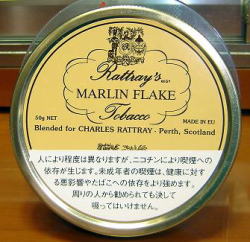 Rattray's
MARLIN FLAKE
50g NET
Tobacco
MADE IN EU
Blended for CHARLES RATTRAY · Perth, Scotland
人により程度は異なりますが、ニコチンにより喫煙への
依存が生じます。未成年者の喫煙は、健康に対す
る悪影響やたばこへの依存をより強めます。
周りの人から勧められても決して
吸ってはいけません。